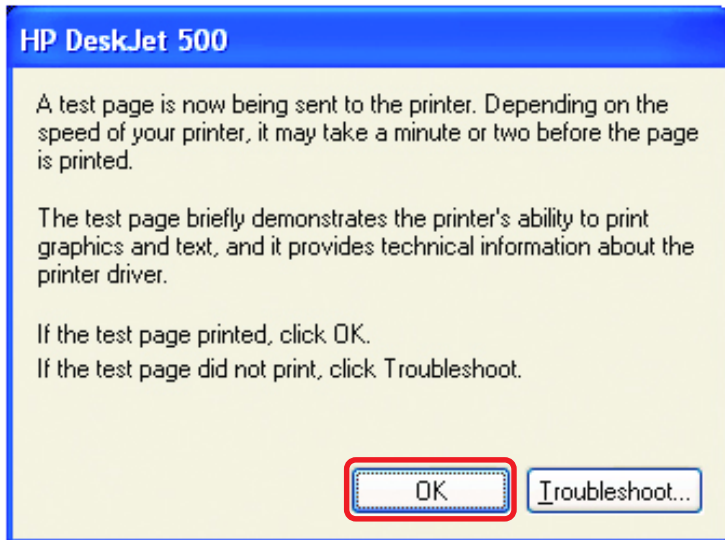 HP DeskJet 500
A test page is now being sent to the printer. Depending on the
speed of your printer, it may take a minute or two before the page
is printed.
The test page briefly demonstrates the printer's ability to print
graphics and text, and it provides technical information about the
printer driver.
If the test page printed, click OK.
If the test page did not print, click Troubleshoot.
OK
Troubleshoot...